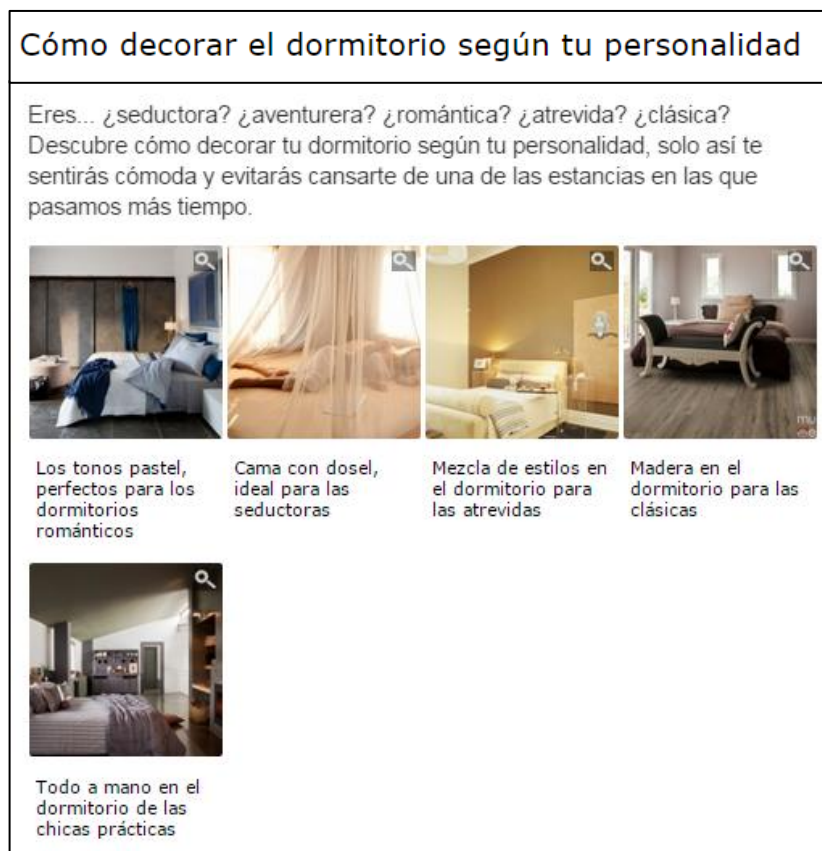 Cómo decorar el dormitorio según tu personalidad
Eres... ¿seductora? ¿aventurera? ¿romántica? ¿atrevida? ¿clásica?
Descubre cómo decorar tu dormitorio según tu personalidad, solo así te
sentirás cómoda y evitarás cansarte de una de las estancias en las que
pasamos más tiempo.
Los tonos pastel,
perfectos para los
dormitorios
románticos
Cama con dosel,
ideal para las
seductoras
Mezcla de estilos en
el dormitorio para
las atrevidas
Madera en el
dormitorio para las
clásicas
Todo a mano en el
dormitorio de las
chicas prácticas